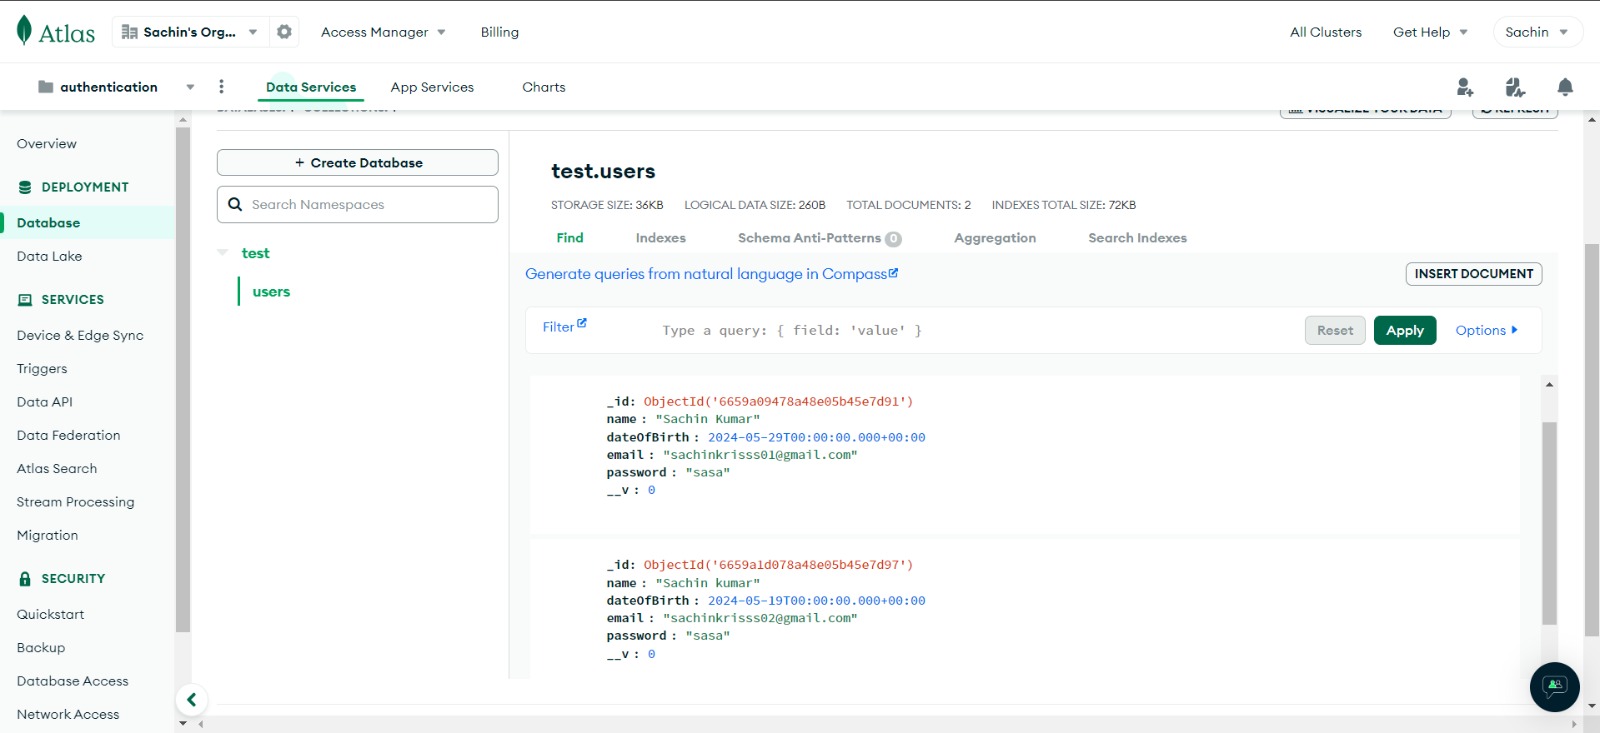 Atlas
Sachin's Org...
Access Manager
Billing
All Clusters
Get Help
Sachin
authentication
Data Services
App Services
Charts
VISUALIZE YOUR DATA
REFRESH
Overview
DEPLOYMENT
Database
Data Lake
SERVICES
Device & Edge Sync
Triggers
Data API
Data Federation
Atlas Search
Stream Processing
Migration
SECURITY
Quickstart
Backup
Database Access
Network Access
+ Create Database
Search Namespaces
test
users
test.users
STORAGE SIZE: 36KB LOGICAL DATA SIZE: 260B TOTAL DOCUMENTS: 2 INDEXES TOTAL SIZE: 72KB
Find Indexes Schema Anti-Patterns 0 Aggregation Search Indexes
Generate queries from natural language in Compass
INSERT DOCUMENT
Filter
Type a query: { field: 'value' }
Reset
Apply
Options
_id: ObjectId('6659a09478a48e05b45e7d91')
name : "Sachin Kumar"
dateOfBirth : 2024-05-29T00:00:00.000+00:00
email : "sachinkrisss01@gmail.com"
password : "sasa"
__v : 0
_id: ObjectId('6659a1d078a48e05b45e7d97')
name : "Sachin kumar"
dateOfBirth : 2024-05-19T00:00:00.000+00:00
email : "sachinkrisss02@gmail.com"
password : "sasa"
__v : 0